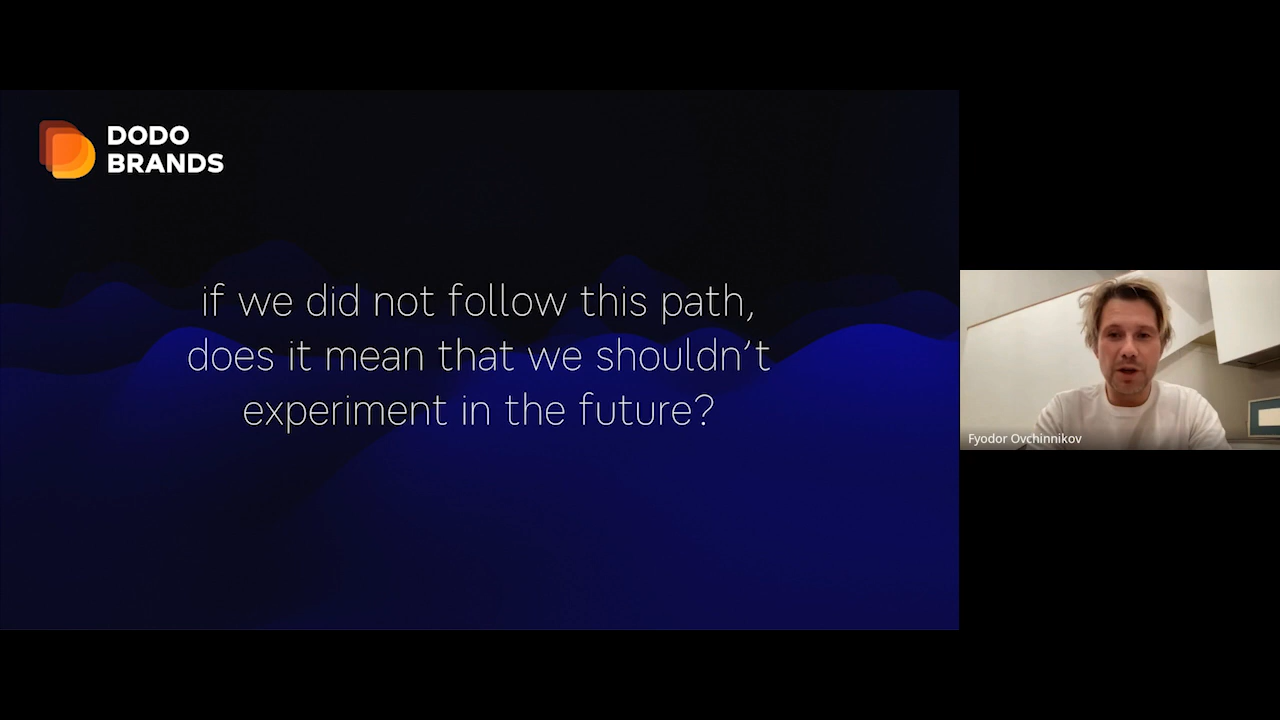 DODO
BRANDS
if we did not follow this path,
does it mean that we shouldn't
experiment in the future?
Fyodor Ovchinnikov